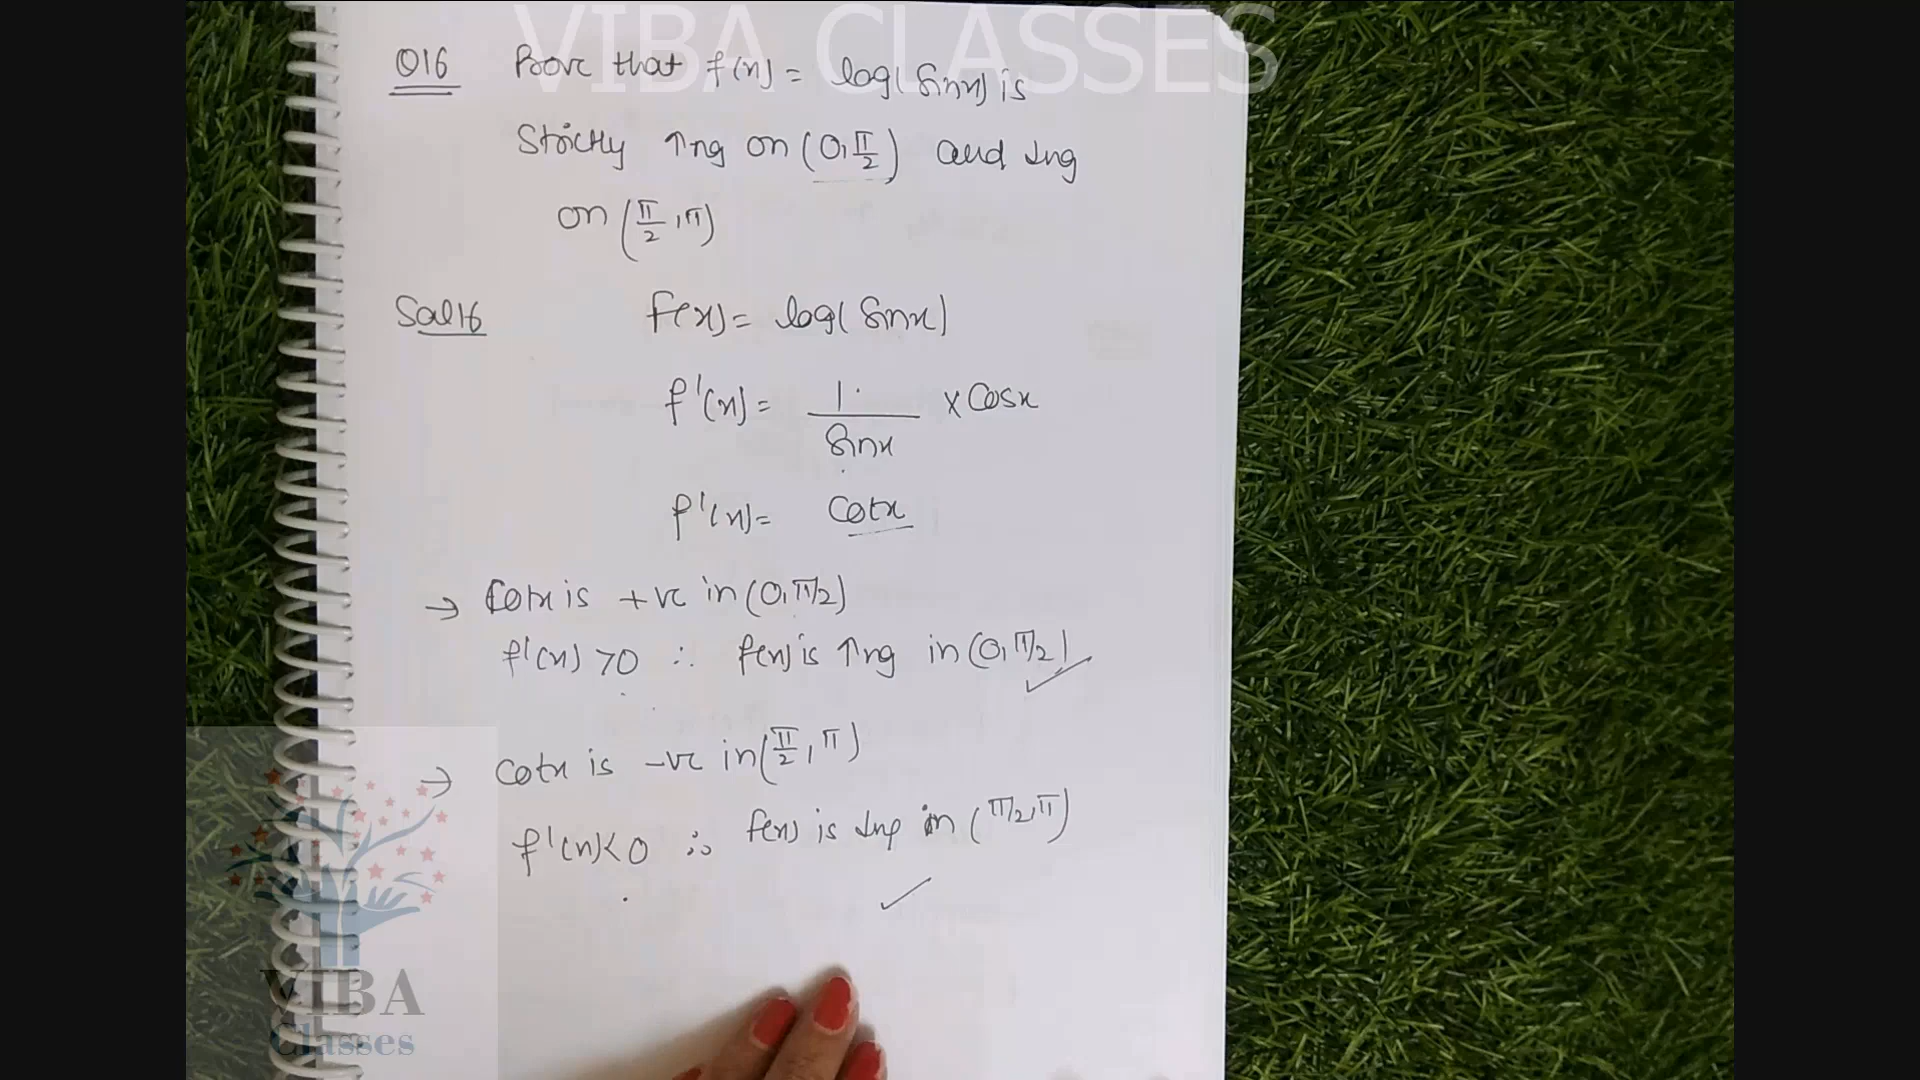 VIBA CLASSES
Q16 Prove that f(x) = log(sinx) is
strictly ↑ng on (0, π/2) and ↓ng
on (π/2, π)
Sol16 f(x) = log(sinx)
f'(x) = 1/sinx × cosx
f'(x) = cotx
→ cotx is +ve in (0, π/2)
f'(x) >0 ∴ f(x) is ↑ng in (0, π/2) ✓
→ cotx is -ve in (π/2, π)
f'(x) < 0 ∴ f(x) is ↓ng in (π/2, π)
✓
VIBA
Classes